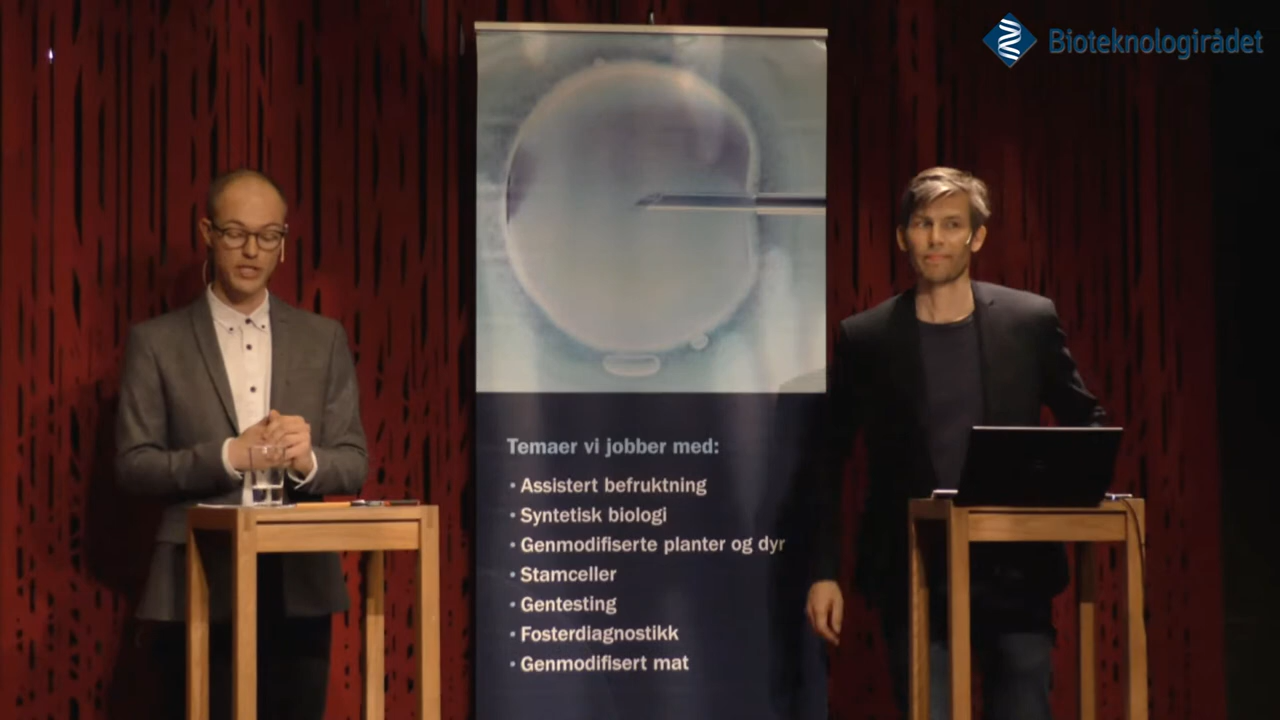 Bioteknologirådet
Temaer vi jobber med:
• Assistert befruktning
• Syntetisk biologi
• Genmodifiserte planter og dyr
• Stamceller
• Gentesting
• Fosterdiagnostikk
• Genmodifisert mat